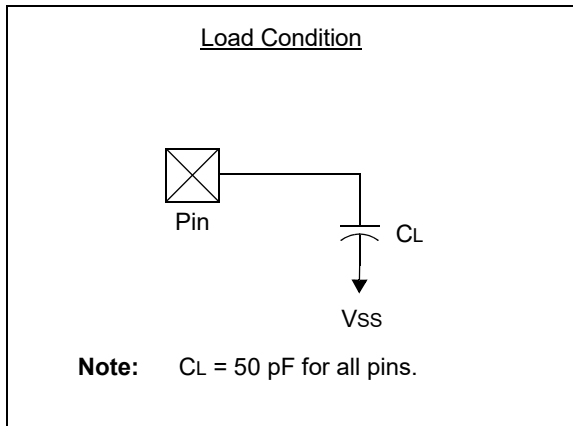 Load Condition
Pin
CL
VSS
Note: CL = 50 pF for all pins.